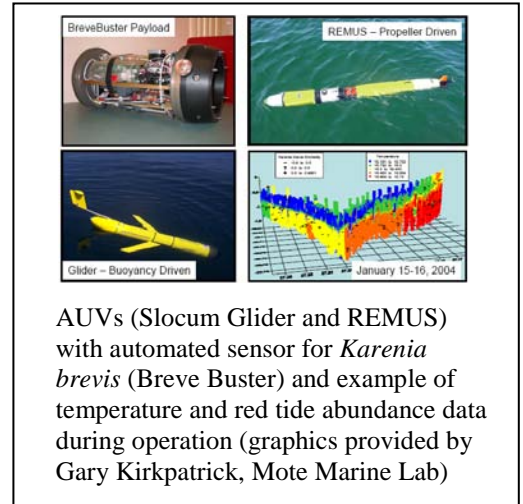 BreveBuster Payload
REMUS – Propeller Driven
Glider – Buoyancy Driven
Temperature
January 15-16, 2004
AUVs (Slocum Glider and REMUS)
with automated sensor for Karenia
brevis (Breve Buster) and example of
temperature and red tide abundance data
during operation (graphics provided by
Gary Kirkpatrick, Mote Marine Lab)